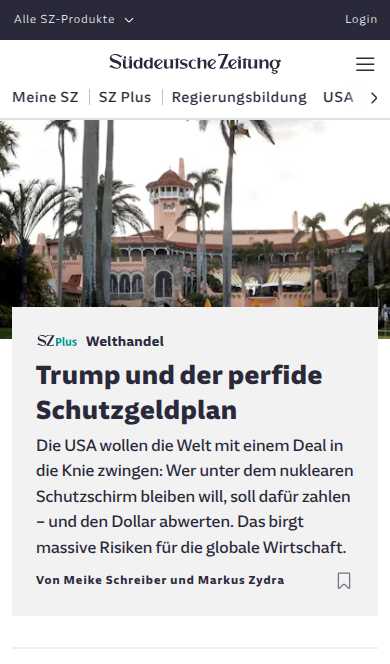 Alle SZ-Produkte
Login
Süddeutsche Zeitung
Meine SZ
SZ Plus
Regierungsbildung
USA
SZ Plus Welthandel
Trump und der perfide
Schutzgeldplan
Die USA wollen die Welt mit einem Deal in
die Knie zwingen: Wer unter dem nuklearen
Schutzschirm bleiben will, soll dafür zahlen
– und den Dollar abwerten. Das birgt
massive Risiken für die globale Wirtschaft.
Von Meike Schreiber und Markus Zydra